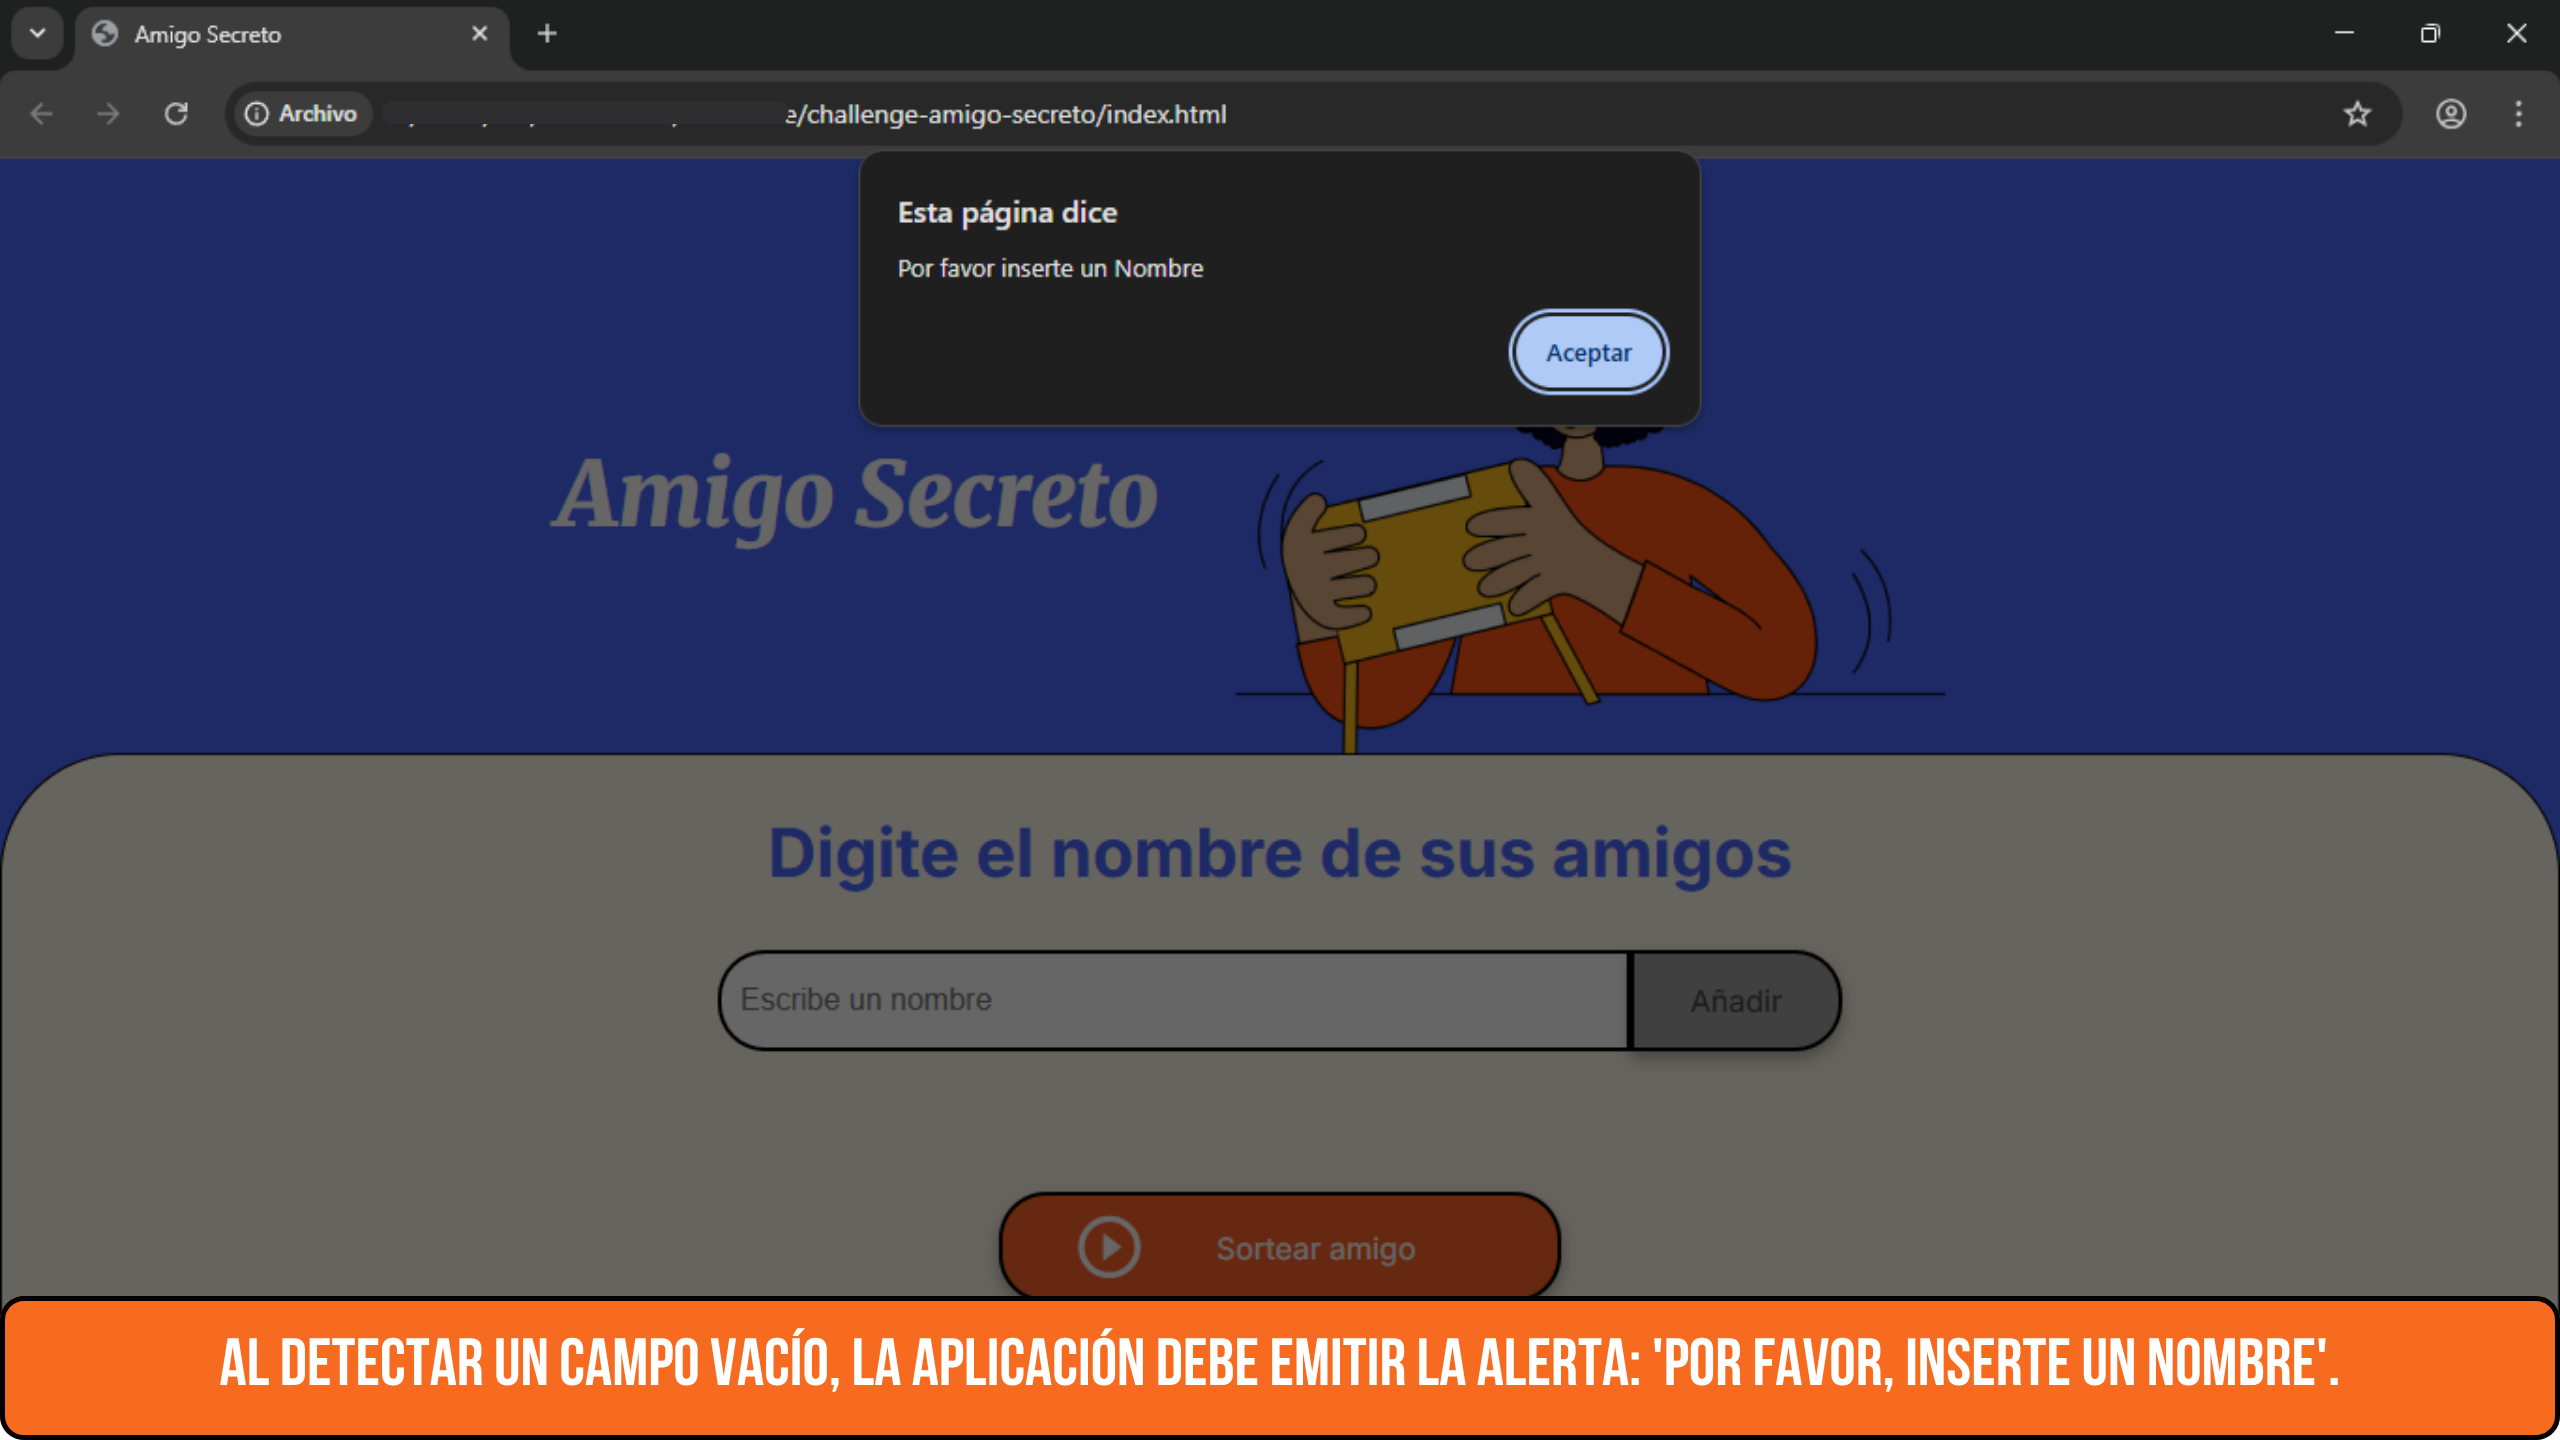 Amigo Secreto
Archivo
e/challenge-amigo-secreto/index.html
Esta página dice
Por favor inserte un Nombre
Aceptar
Amigo Secreto
Digite el nombre de sus amigos
Escribe un nombre
Añadir
Sortear amigo
AL DETECTAR UN CAMPO VACÍO, LA APLICACIÓN DEBE EMITIR LA ALERTA: 'POR FAVOR, INSERTE UN NOMBRE'.